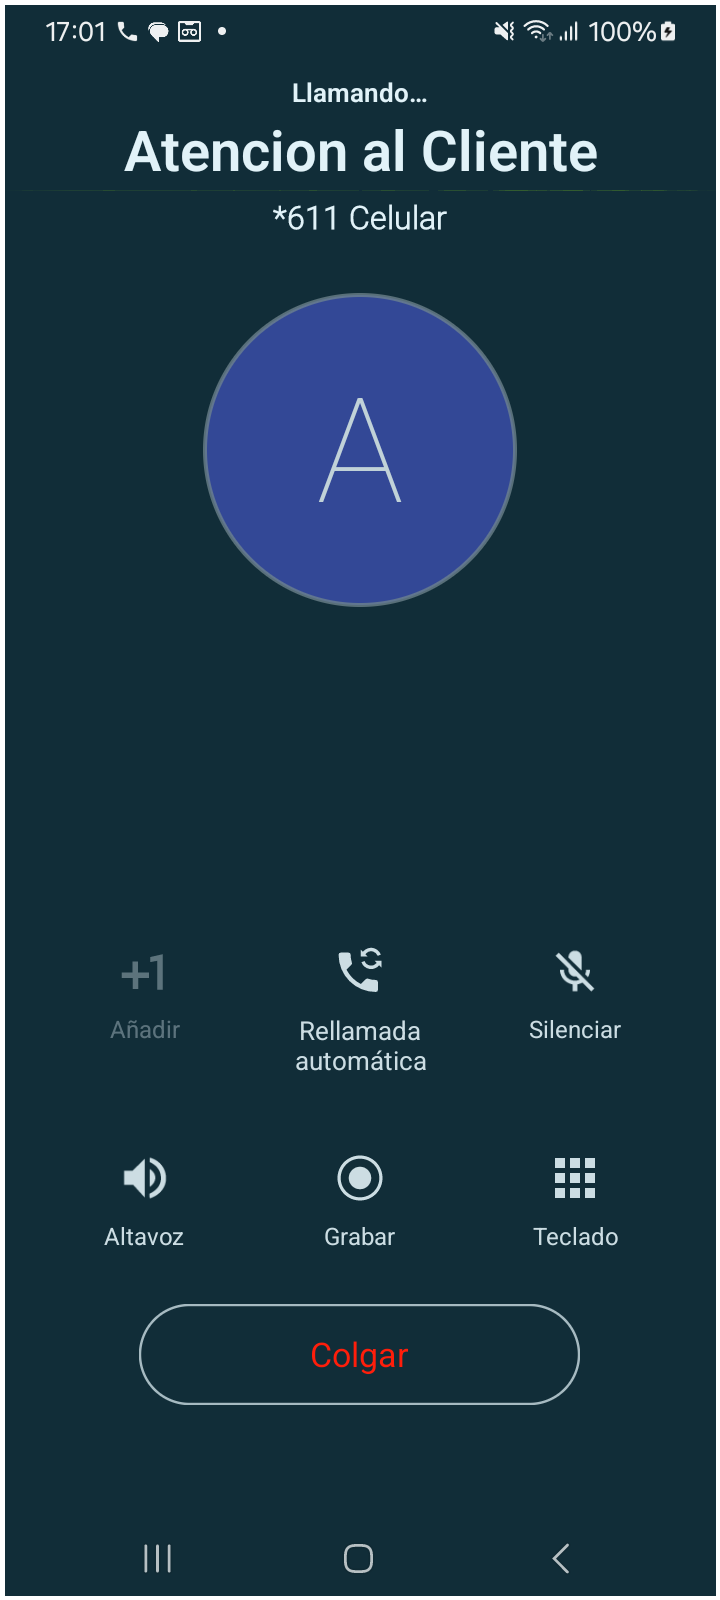 17:01 100%
Llamando...
Atencion al Cliente
*611 Celular
A
+1
Añadir Rellamada automática Silenciar
Altavoz Grabar Teclado
Colgar